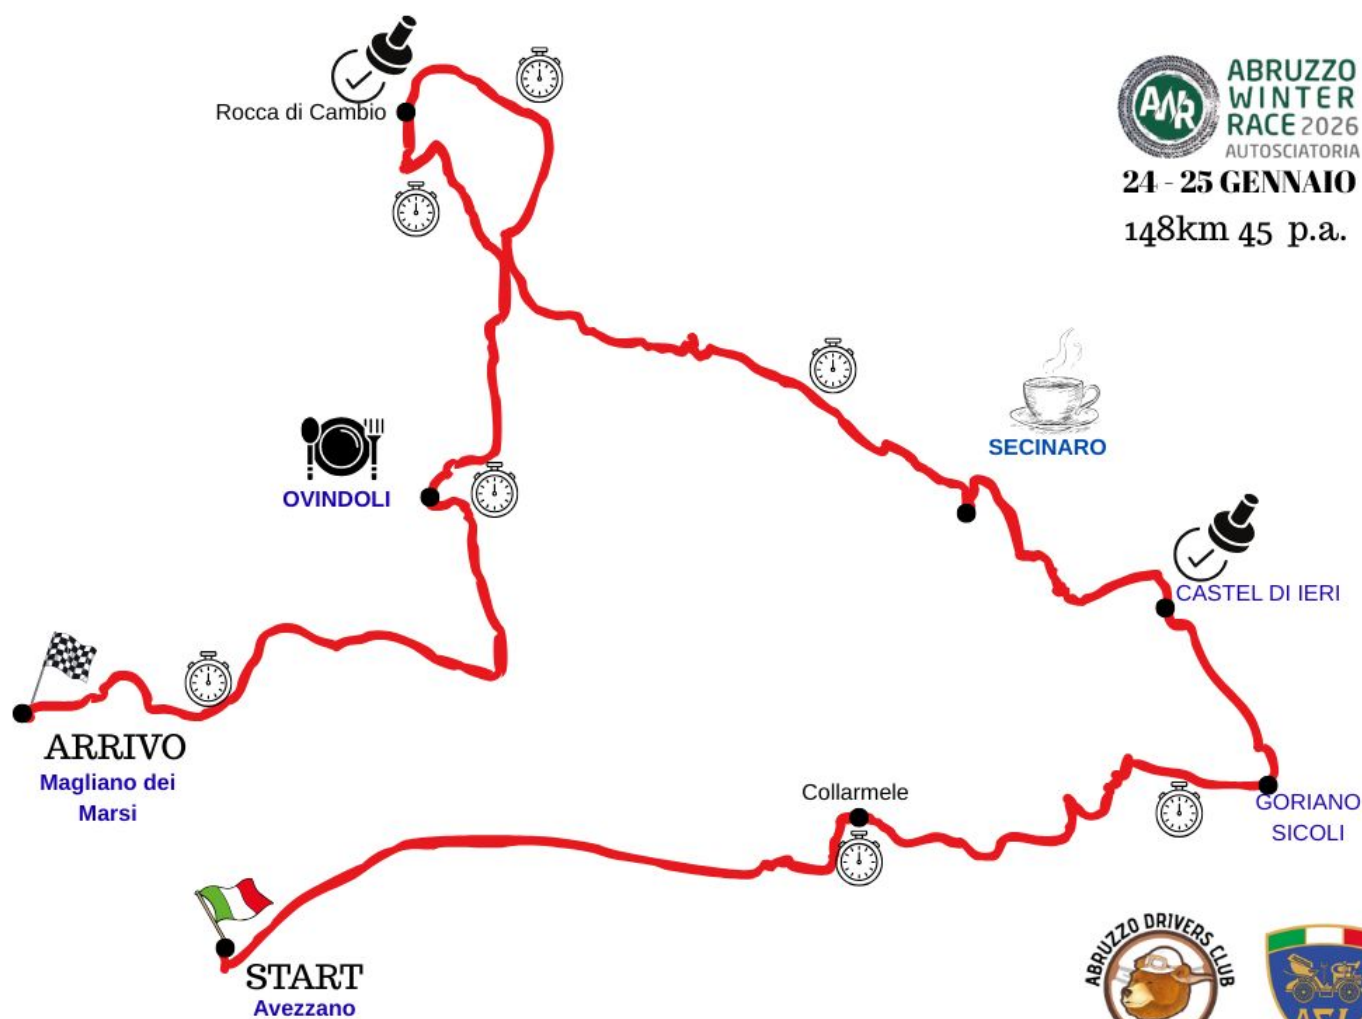 Rocca di Cambio
AWR
ABRUZZO
WINTER
RACE 2026
AUTOSCIATORIA
24 - 25 GENNAIO
148km 45 p.a.
SECINARO
OVINDOLI
CASTEL DI IERI
ARRIVO
Magliano dei
Marsi
Collarmele
GORIANO
SICOLI
START
Avezzano
ABRUZZO DRIVERS CLUB